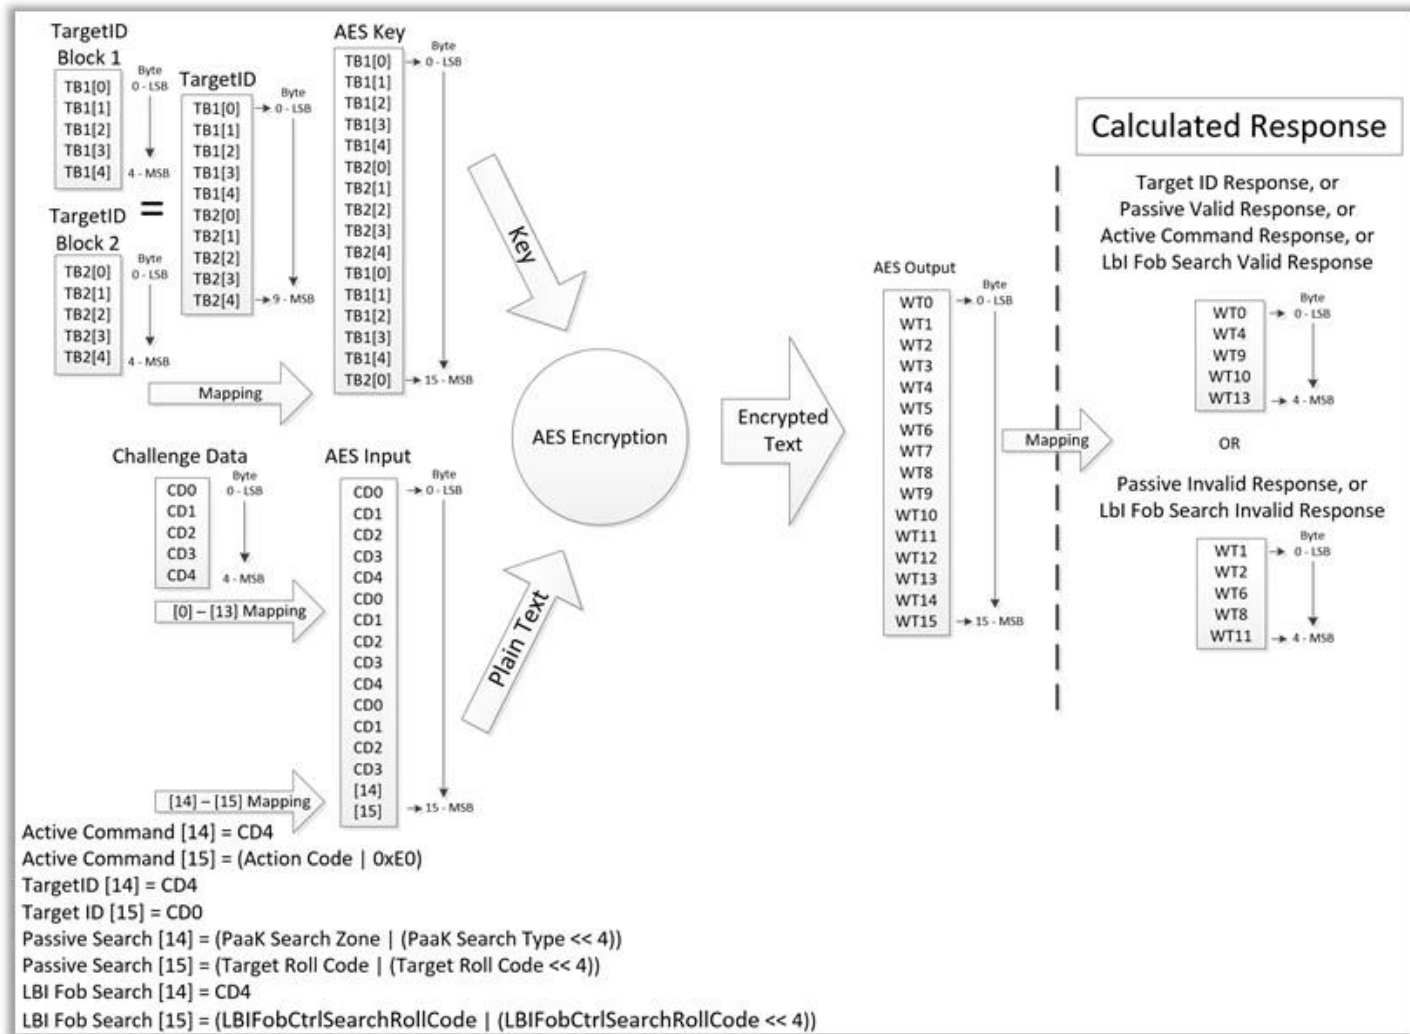 TargetID
Block 1
Byte
0 - LSB
TB1[0]
TB1[1]
TB1[2]
TB1[3]
TB1[4]
4 - MSB
TargetID
Block 2
Byte
0 - LSB
TB2[0]
TB2[1]
TB2[2]
TB2[3]
TB2[4]
4 - MSB
=
TargetID
Byte
0 - LSB
TB1[0]
TB1[1]
TB1[2]
TB1[3]
TB1[4]
TB2[0]
TB2[1]
TB2[2]
TB2[3]
TB2[4]
9 - MSB
Mapping
AES Key
Byte
0 - LSB
TB1[0]
TB1[1]
TB1[2]
TB1[3]
TB1[4]
TB2[0]
TB2[1]
TB2[2]
TB2[3]
TB2[4]
TB1[0]
TB1[1]
TB1[2]
TB1[3]
TB1[4]
TB2[0]
15 - MSB
Key
Challenge Data
Byte
0 - LSB
CD0
CD1
CD2
CD3
CD4
4 - MSB
[0] – [13] Mapping
[14] – [15] Mapping
AES Input
Byte
0 - LSB
CD0
CD1
CD2
CD3
CD4
CD0
CD1
CD2
CD3
CD4
CD0
CD1
CD2
CD3
[14]
[15]
15 - MSB
Plain Text
AES Encryption
Encrypted
Text
AES Output
Byte
0 - LSB
WT0
WT1
WT2
WT3
WT4
WT5
WT6
WT7
WT8
WT9
WT10
WT11
WT12
WT13
WT14
WT15
15 - MSB
Mapping
Calculated Response
Target ID Response, or
Passive Valid Response, or
Active Command Response, or
LbI Fob Search Valid Response
Byte
0 - LSB
WT0
WT4
WT9
WT10
WT13
4 - MSB
OR
Passive Invalid Response, or
LbI Fob Search Invalid Response
Byte
0 - LSB
WT1
WT2
WT6
WT8
WT11
4 - MSB
Active Command [14] = CD4
Active Command [15] = (Action Code | 0xE0)
TargetID [14] = CD4
Target ID [15] = CD0
Passive Search [14] = (PaaK Search Zone | (PaaK Search Type << 4))
Passive Search [15] = (Target Roll Code | (Target Roll Code << 4))
LBI Fob Search [14] = CD4
LBI Fob Search [15] = (LBIFobCtrlSearchRollCode | (LBIFobCtrlSearchRollCode << 4))